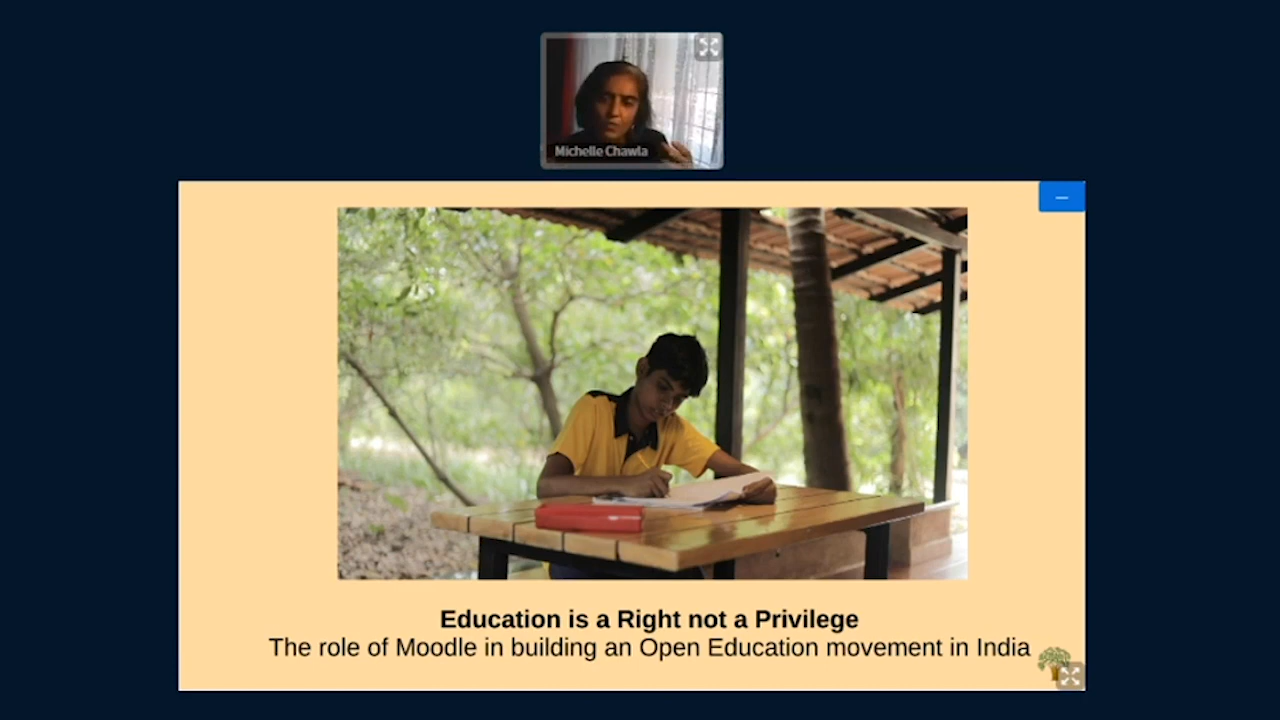 Michelle Chawla
Education is a Right not a Privilege
The role of Moodle in building an Open Education movement in India